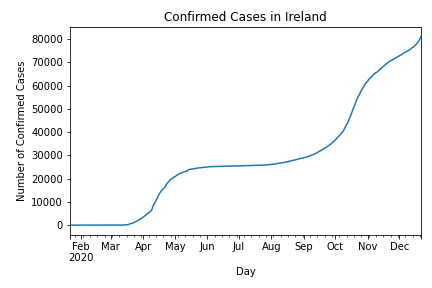 Confirmed Cases in Ireland
Number of Confirmed Cases
80000
70000
60000
50000
40000
30000
20000
10000
0
Feb Mar Apr May Jun Jul Aug Sep Oct Nov Dec
2020
Day